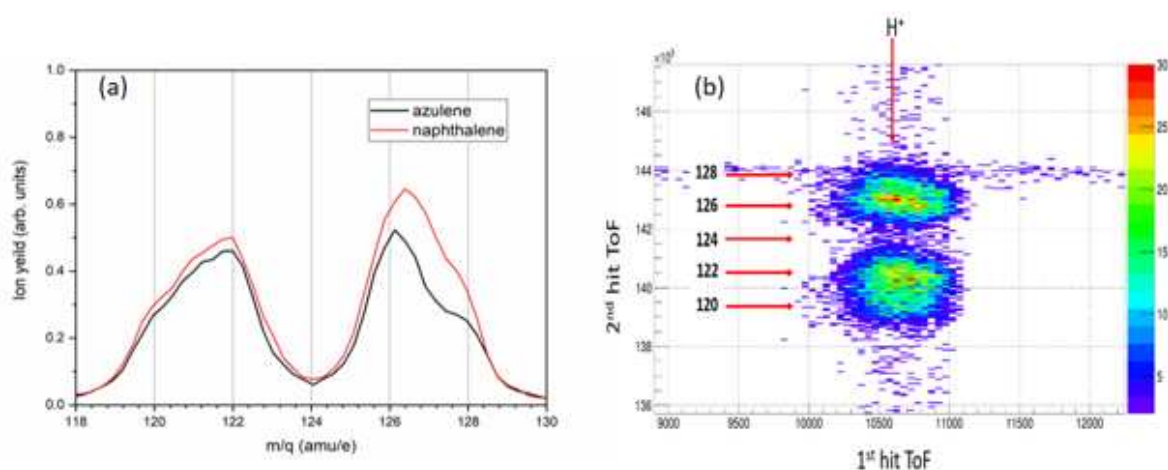 (a)
azulene
naphthalene
Ion yeild (arb. units)
1.0
0.8
0.6
0.4
0.2
0.0
118 120 122 124 126 128 130
m/q (amu/e)
H⁺
(b)
×10³
146
144
142
140
138
136
128
126
124
122
120
2ⁿᵈ hit ToF
9000 9500 10000 10500 11000 11500 12000
1ˢᵗ hit ToF
30
25
20
15
10
5